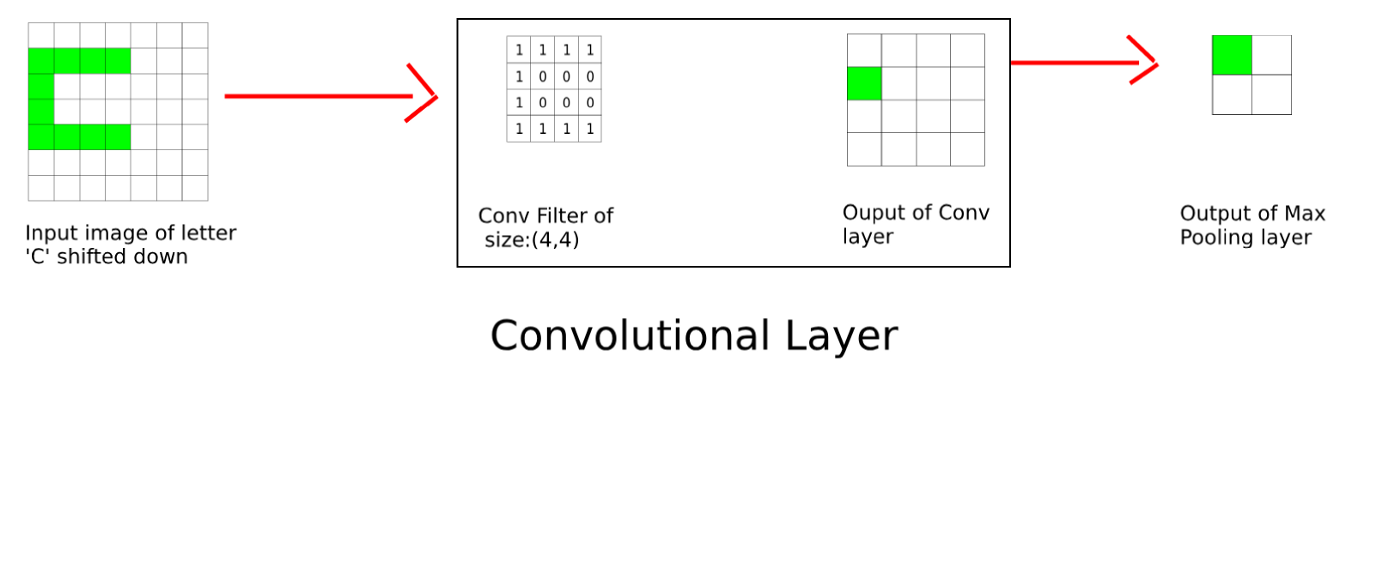 1 1 1 1
1 0 0 0
1 0 0 0
1 1 1 1
Input image of letter
'C' shifted down
Conv Filter of
size:(4,4)
Ouput of Conv
layer
Output of Max
Pooling layer
Convolutional Layer